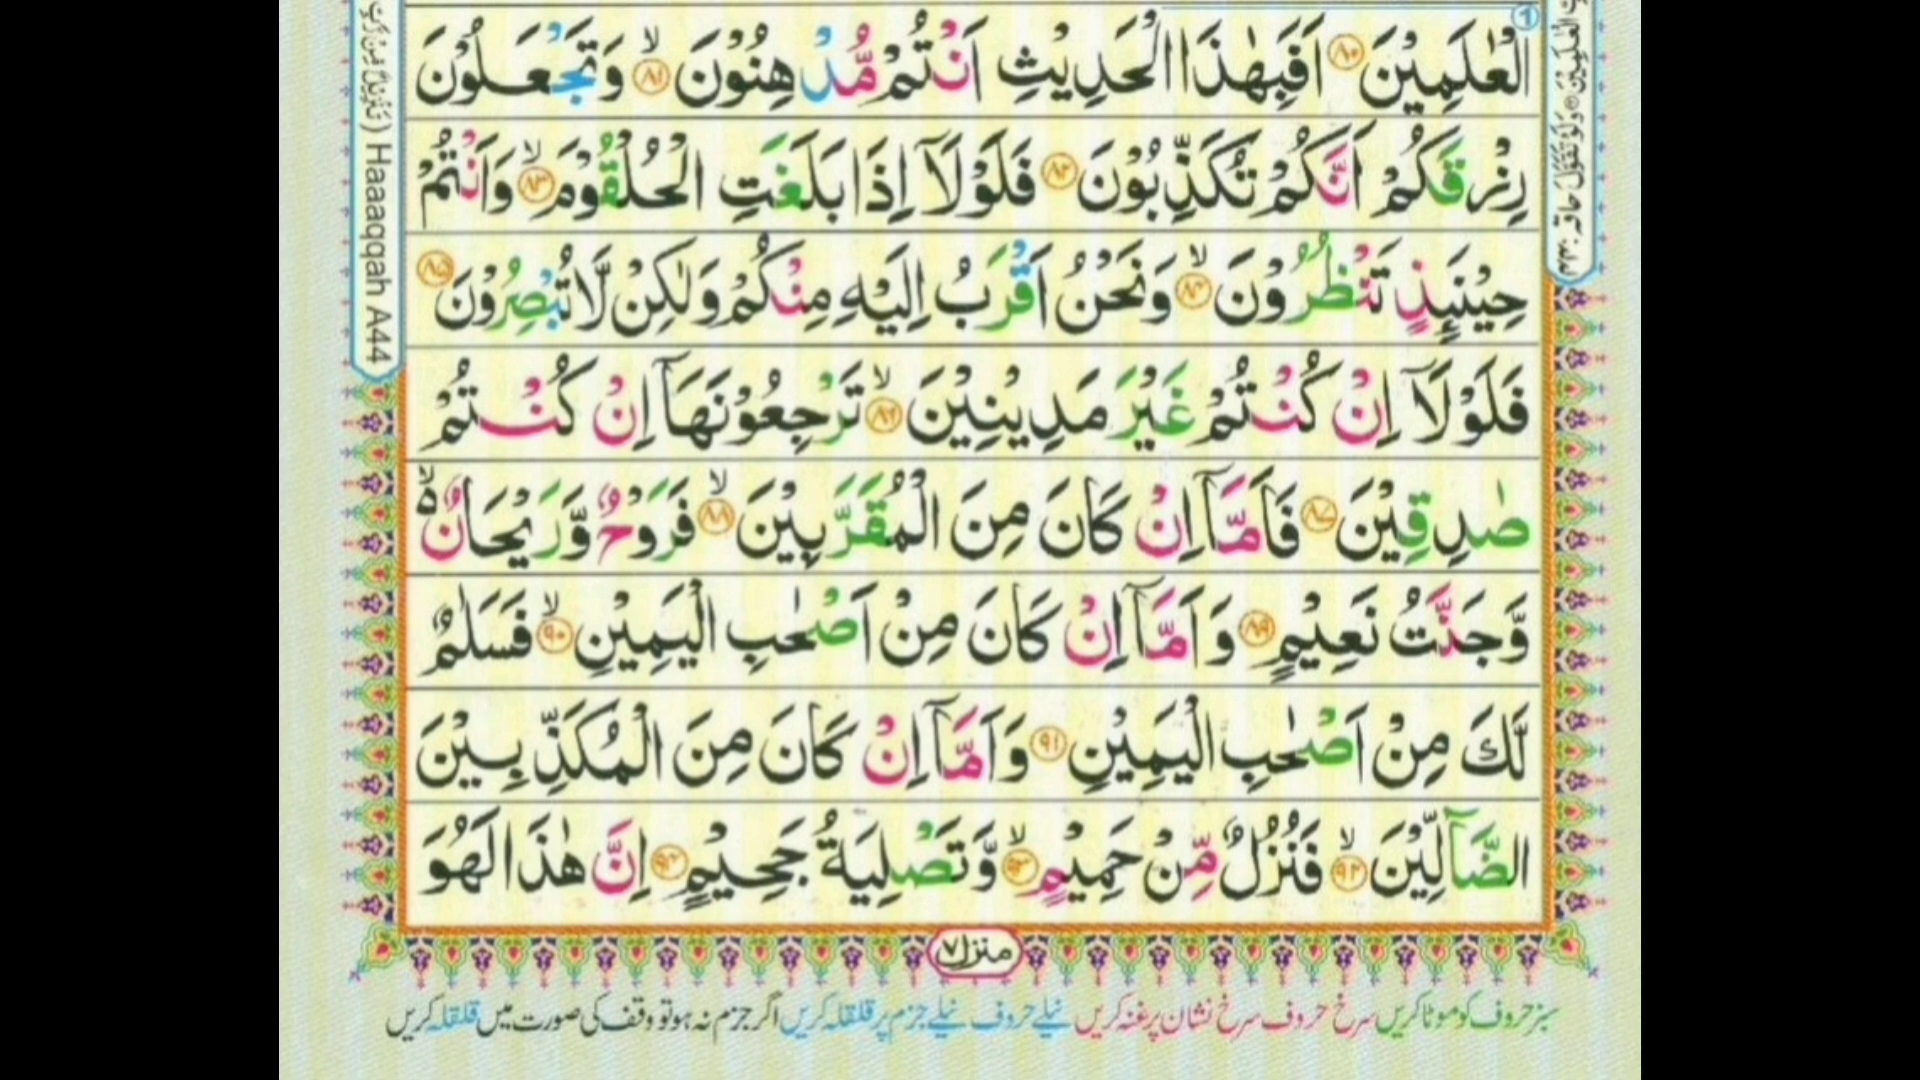 الْعٰلَمِيْنَ ﴿٨٠﴾ اَفَبِهٰذَا الْحَدِيْثِ اَنْتُمْ مُّدْهِنُوْنَ ۙ﴿٨١﴾ وَتَجْعَلُوْنَ
رِزْقَكُمْ اَنَّكُمْ تُكَذِّبُوْنَ ﴿٨٢﴾ فَلَوْلَآ اِذَا بَلَغَتِ الْحُلْقُوْمَ ۙ﴿٨٣﴾ وَاَنْتُمْ
حِيْنَئِذٍ تَنْظُرُوْنَ ۙ﴿٨٤﴾ وَنَحْنُ اَقْرَبُ اِلَيْهِ مِنْكُمْ وَلٰكِنْ لَّا تُبْصِرُوْنَ ﴿٨٥﴾
فَلَوْلَآ اِنْ كُنْتُمْ غَيْرَ مَدِيْنِيْنَ ۙ﴿٨٦﴾ تَرْجِعُوْنَهَآ اِنْ كُنْتُمْ
صٰدِقِيْنَ ﴿٨٧﴾ فَاَمَّآ اِنْ كَانَ مِنَ الْمُقَرَّبِيْنَ ۙ﴿٨٨﴾ فَرَوْحٌ وَّرَيْحَانٌ ۙ۬
وَّجَنَّتُ نَعِيْمٍ ﴿٨٩﴾ وَاَمَّآ اِنْ كَانَ مِنْ اَصْحٰبِ الْيَمِيْنِ ۙ﴿٩٠﴾ فَسَلٰمٌ
لَّكَ مِنْ اَصْحٰبِ الْيَمِيْنِ ﴿٩١﴾ وَاَمَّآ اِنْ كَانَ مِنَ الْمُكَذِّبِيْنَ
الضَّآلِّيْنَ ۙ﴿٩٢﴾ فَنُزُلٌ مِّنْ حَمِيْمٍ ۙ﴿٩٣﴾ وَّتَصْلِيَةُ جَحِيْمٍ ﴿٩٤﴾ اِنَّ هٰذَا لَهُوَ
منزل ٧
سبز حروف کو موٹا کریں سرخ حروف سرخ نشان پر غنہ کریں نیلے حروف نیلے جزم پر قلقلہ کریں اگر جزم نہ ہو تو وقف کی صورت میں قلقلہ کریں
Haaaqqah A44)